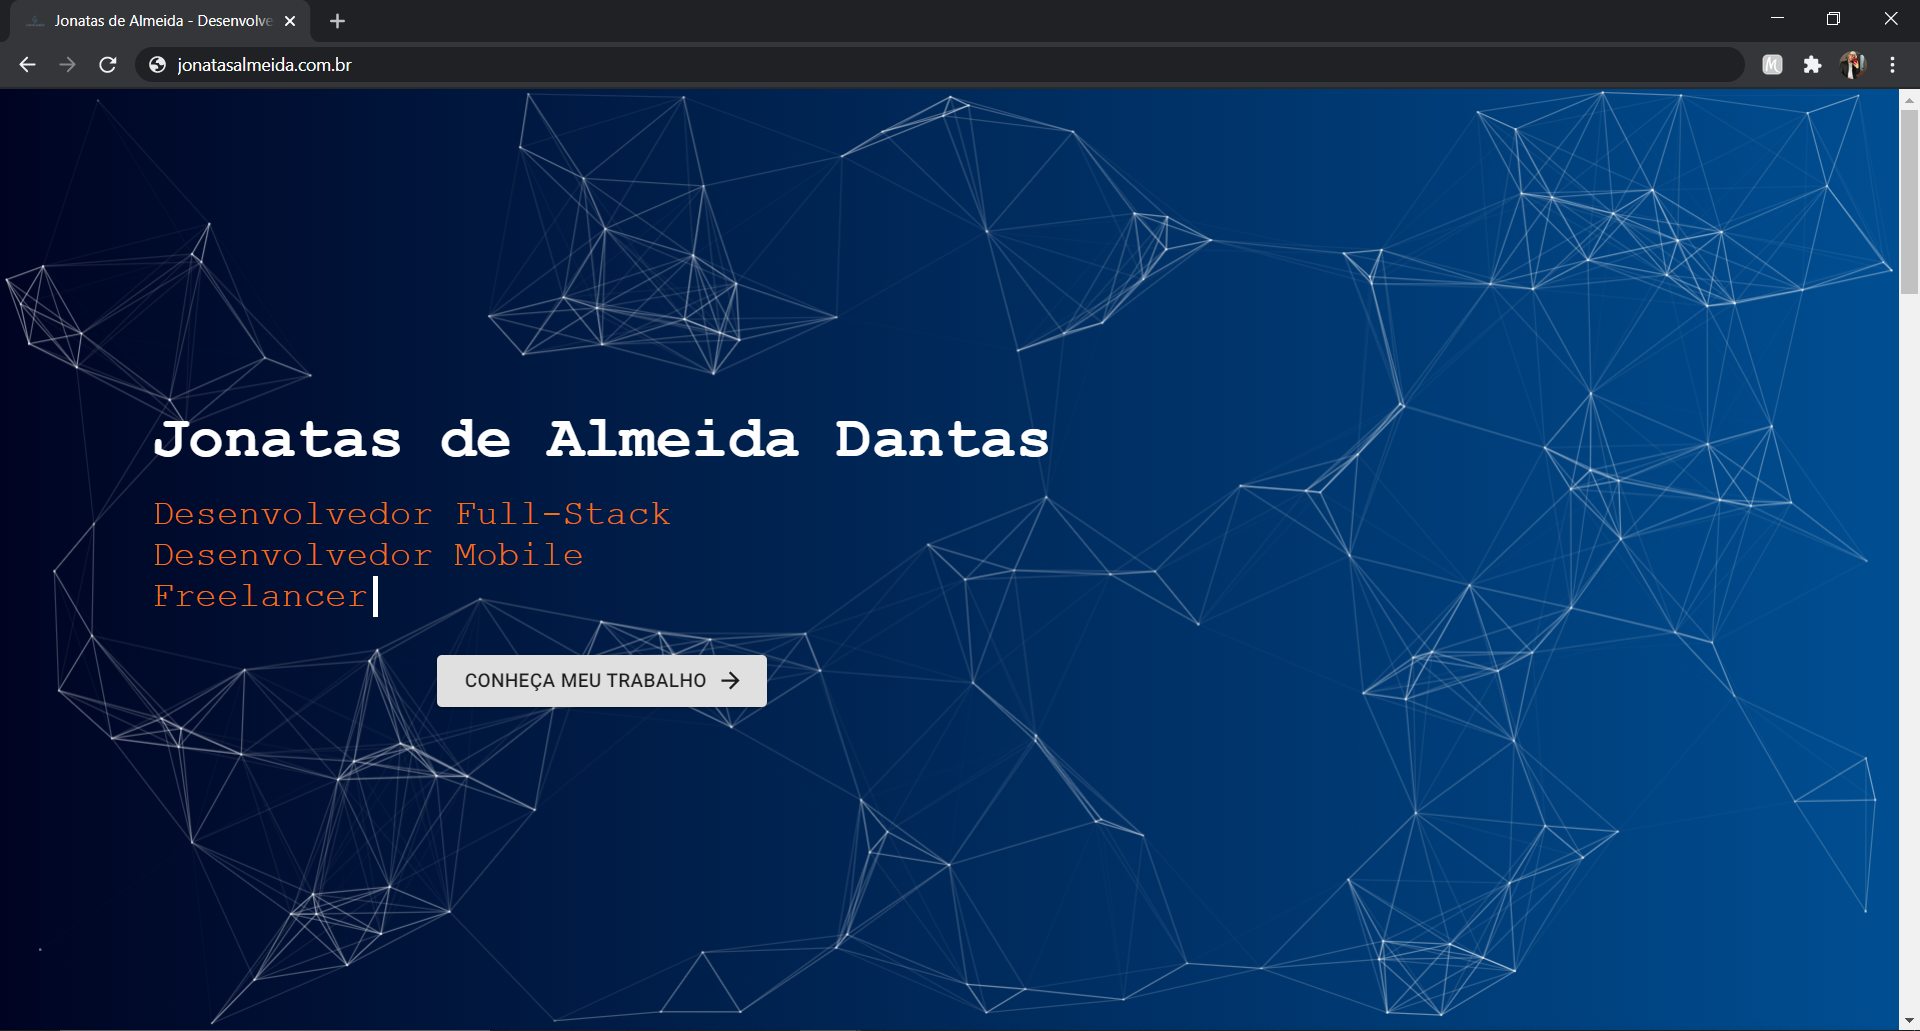 Jonatas de Almeida - Desenvolve
jonatasalmeida.com.br
Jonatas de Almeida Dantas
Desenvolvedor Full-Stack
Desenvolvedor Mobile
Freelancer
CONHEÇA MEU TRABALHO